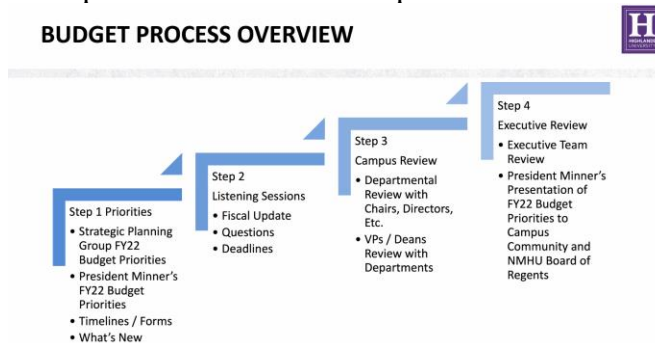 BUDGET PROCESS OVERVIEW
H
HIGHLANDS
UNIVERSITY
Step 1 Priorities
• Strategic Planning
Group FY22
Budget Priorities
• President Minner’s
FY22 Budget
Priorities
• Timelines / Forms
• What’s New
Step 2
Listening Sessions
• Fiscal Update
• Questions
• Deadlines
Step 3
Campus Review
• Departmental
Review with
Chairs, Directors,
Etc.
• VPs / Deans
Review with
Departments
Step 4
Executive Review
• Executive Team
Review
• President Minner’s
Presentation of
FY22 Budget
Priorities to
Campus
Community and
NMHU Board of
Regents